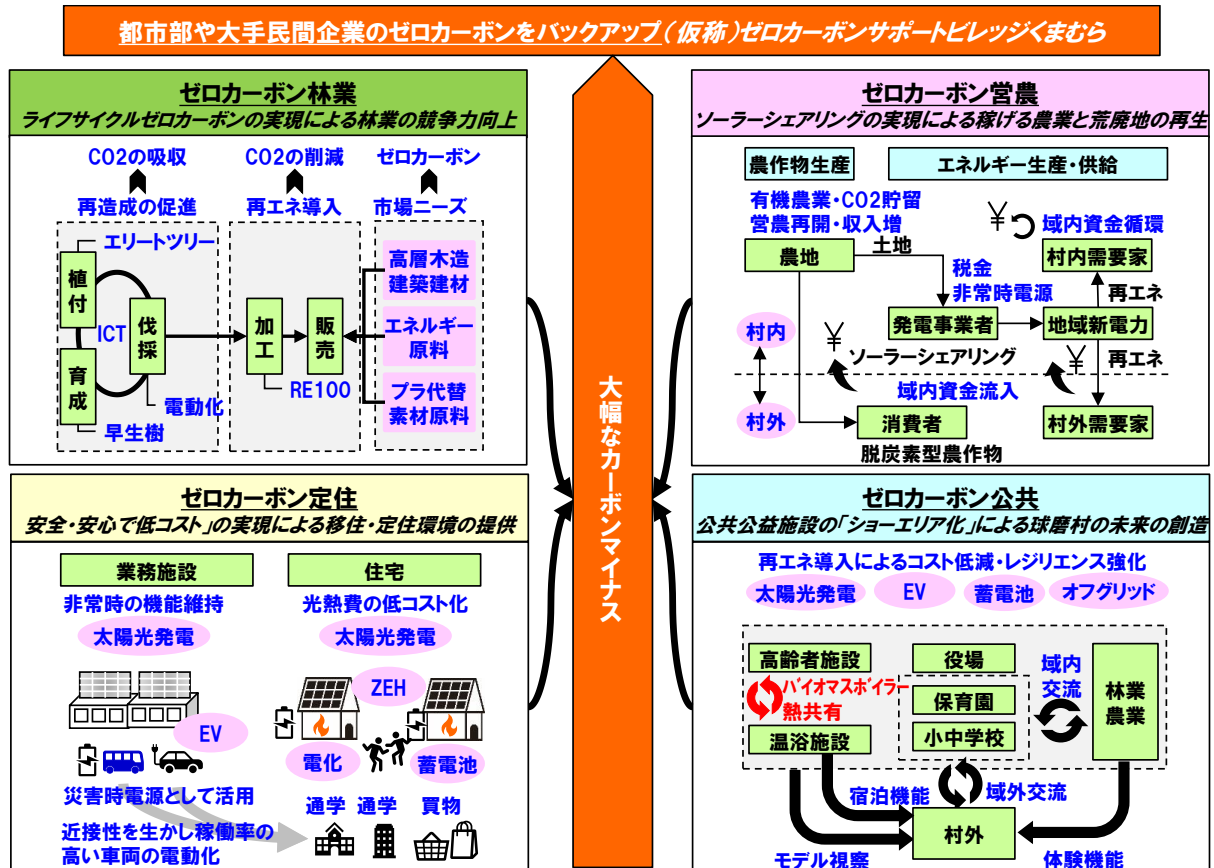 都市部や大手民間企業のゼロカーボンをバックアップ（仮称）ゼロカーボンサポートビレッジくまむら
ゼロカーボン林業
ライフサイクルゼロカーボンの実現による林業の競争力向上
CO2の吸収
CO2の削減
ゼロカーボン
再造成の促進
再エネ導入
市場ニーズ
エリートツリー
植付
ICT
伐採
育成
電動化
早生樹
加工
販売
RE100
高層木造
建築建材
エネルギー
原料
プラ代替
素材原料
ゼロカーボン営農
ソーラーシェアリングの実現による稼げる農業と荒廃地の再生
農作物生産
エネルギー生産・供給
有機農業・CO2貯留
営農再開・収入増
¥
域内資金循環
農地
土地
税金
非常時電源
村内需要家
再エネ
発電事業者
地域新電力
村内
¥
ソーラーシェアリング
¥
再エネ
域内資金流入
村外
消費者
村外需要家
脱炭素型農作物
大幅なカーボンマイナス
ゼロカーボン定住
安全・安心で低コスト」の実現による移住・定住環境の提供
業務施設
住宅
非常時の機能維持
光熱費の低コスト化
太陽光発電
太陽光発電
ZEH
EV
電化
蓄電池
災害時電源として活用
通学
通学
買物
近接性を生かし稼働率の
高い車両の電動化
ゼロカーボン公共
公共公益施設の「ショーエリア化」による球磨村の未来の創造
再エネ導入によるコスト低減・レジリエンス強化
太陽光発電
EV
蓄電池
オフグリッド
高齢者施設
役場
域内
交流
林業
農業
バイオマスボイラー
熱共有
保育園
温浴施設
小中学校
宿泊機能
域外交流
村外
モデル視察
体験機能